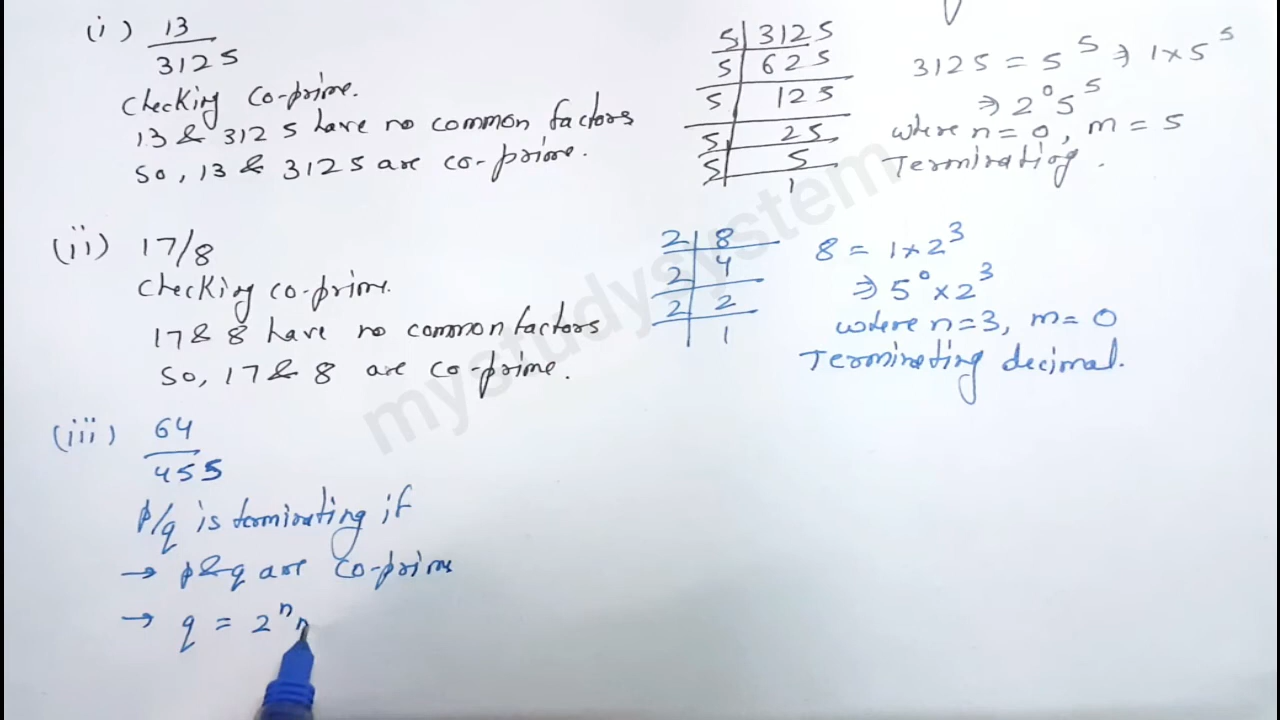 (i) 13/3125
Checking Co-prime.
13 & 3125 have no common factors
So, 13 & 3125 are co-prime.
5 | 3125
5 | 625
5 | 125
5 | 25
5 | 5
1
3125 = 5^5 ⇒ 1×5^5
⇒ 2^0 5^5
where n=0, m=5
Terminating.
(ii) 17/8
Checking co-prime.
17 & 8 have no common factors
So, 17 & 8 are co-prime.
2 | 8
2 | 4
2 | 2
1
8 = 1×2^3
⇒ 5^0 × 2^3
where n=3, m=0
Terminating decimal.
(iii) 64/455
p/q is terminating if
→ p & q are co-prime
→ q = 2^n
mystudysystem